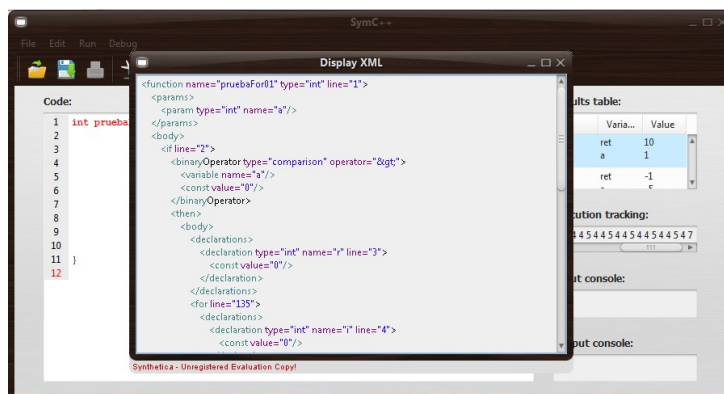 SymC++
File Edit Run Debug
Display XML
Code:
1 int prueba
2
3
4
5
6
7
8
9
10
11 }
12
<function name="pruebaFor01" type="int" line="1">
<params>
<param type="int" name="a"/>
</params>
<body>
<if line="2">
<binaryOperator type="comparison" operator="&gt;">
<variable name="a"/>
<const value="0"/>
</binaryOperator>
<then>
<body>
<declarations>
<declaration type="int" name="r" line="3">
<const value="0"/>
</declaration>
</declarations>
<for line="135">
<declarations>
<declaration type="int" name="i" line="4">
<const value="0"/>
Synthetica - Unregistered Evaluation Copy!
ults table:
Varia... Value
ret 10
a 1
ret -1
ution tracking:
4 4 5 4 4 5 4 4 5 4 4 5 4 4 5 4 7
ut console:
put console: